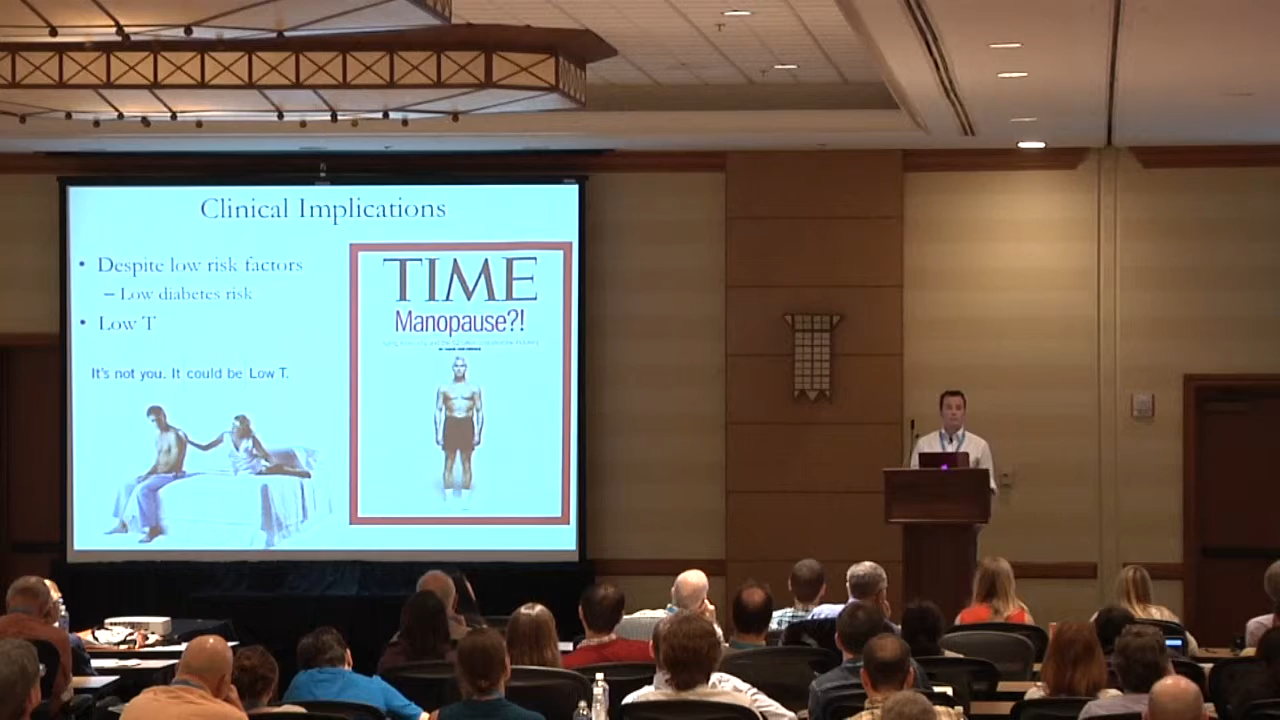 Clinical Implications
• Despite low risk factors
– Low diabetes risk
• Low T
It's not you. It could be Low T.
TIME
Manopause?!